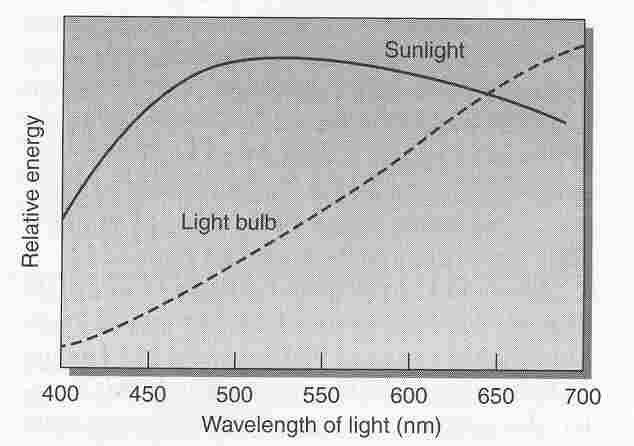 Sunlight
Relative energy
Light bulb
400 450 500 550 600 650 700
Wavelength of light (nm)